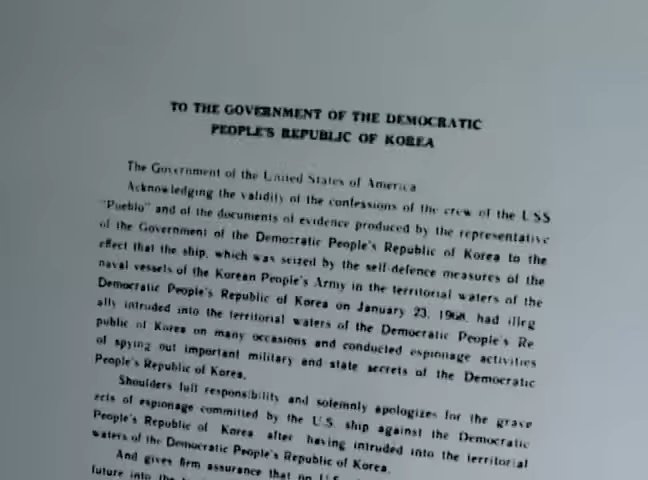 TO THE GOVERNMENT OF THE DEMOCRATIC
PEOPLE'S REPUBLIC OF KOREA
The Government of the United States of America
Acknowledging the validity of the confessions of the crew of the USS
"Pueblo" and of the documents of evidence produced by the representative
of the Government of the Democratic People's Republic of Korea to the
effect that the ship, which was seized by the self-defence measures of the
naval vessels of the Korean People's Army in the territorial waters of the
Democratic People's Republic of Korea on January 23, 1968, had illeg
ally intruded into the territorial waters of the Democratic People's Re
public of Korea on many occasions and conducted espionage activities
of spying out important military and state secrets of the Democratic
People's Republic of Korea.
Shoulders full responsibility and solemnly apologizes for the grave
acts of espionage committed by the U.S. ship against the Democratic
People's Republic of Korea after having intruded into the territorial
waters of the Democratic People's Republic of Korea.
And gives firm assurance that no U.S.
future into the